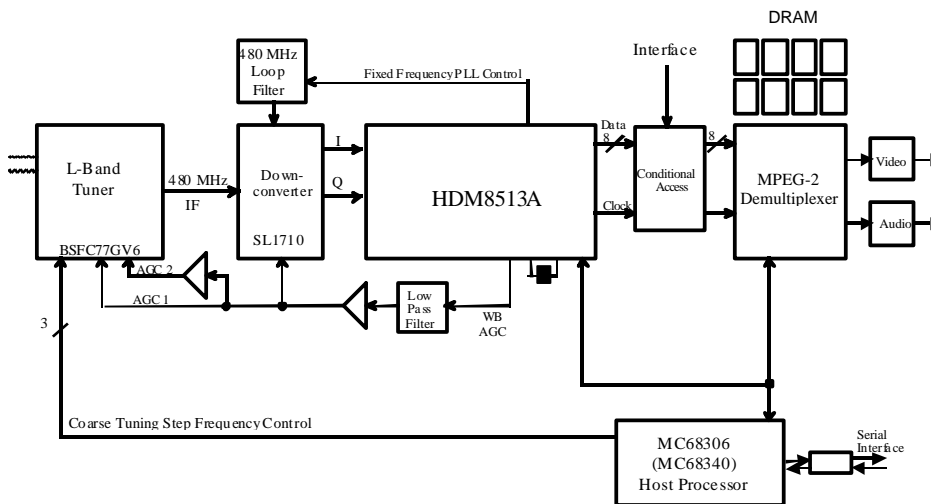 DRAM
480 MHz
Loop
Filter
Fixed Frequency PLL Control
Interface
L-Band
Tuner
BSFC77GV6
480 MHz
IF
Down-
converter
SL1710
I
Q
HDM8513A
Data
8
Clock
Conditional
Access
8
MPEG-2
Demultiplexer
Video
Audio
AGC 2
AGC 1
Low
Pass
Filter
WB
AGC
3
Coarse Tuning Step Frequency Control
MC68306
(MC68340)
Host Processor
Serial
Interface